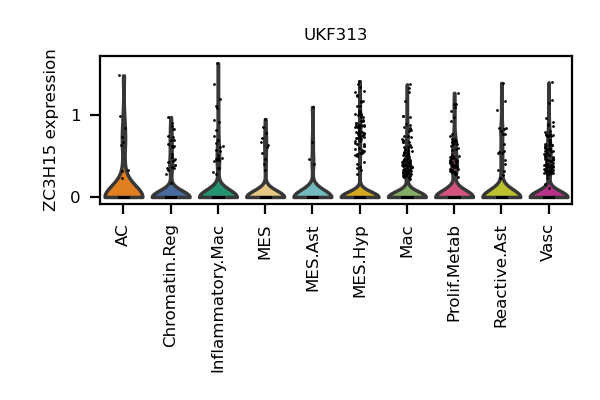 UKF313
ZC3H15 expression
1
0
AC
Chromatin.Reg
Inflammatory.Mac
MES
MES.Ast
MES.Hyp
Mac
Prolif.Metab
Reactive.Ast
Vasc